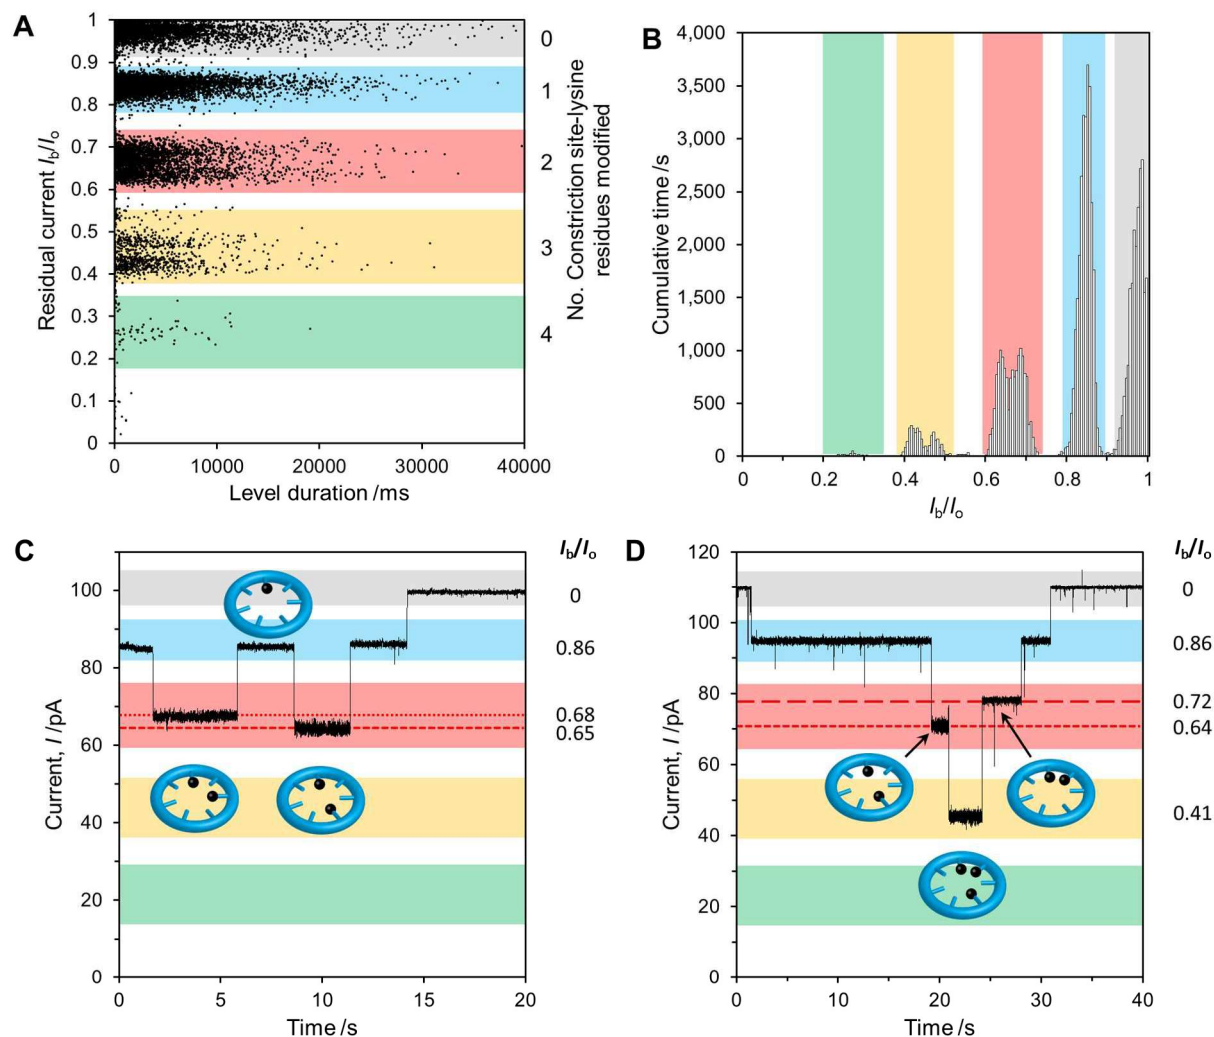 A
Residual current Ib/Io
1
0.9
0.8
0.7
0.6
0.5
0.4
0.3
0.2
0.1
0
0
1
2
3
4
No. Constriction site-lysine
residues modified
0 10000 20000 30000 40000
Level duration /ms
B
Cumulative time /s
4,000
3,500
3,000
2,500
2,000
1,500
1,000
500
0
0 0.2 0.4 0.6 0.8 1
Ib/Io
C
Current, I /pA
100
80
60
40
20
0
0 5 10 15 20
Time /s
Ib/Io
0
0.86
0.68
0.65
D
Current, I /pA
120
100
80
60
40
20
0
0 10 20 30 40
Time /s
Ib/Io
0
0.86
0.72
0.64
0.41